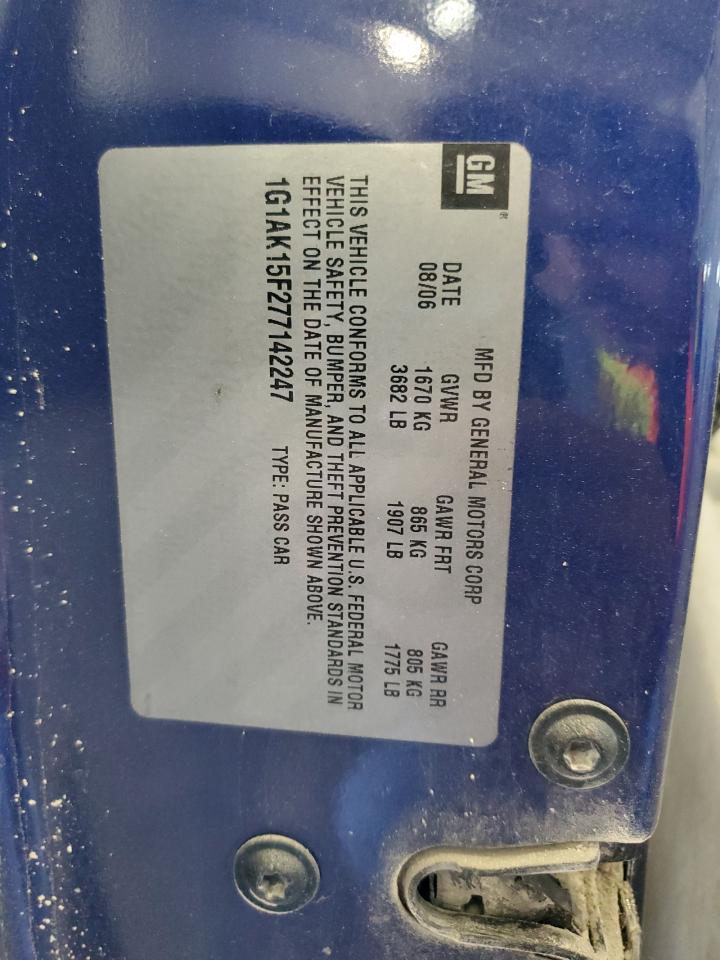 GM®
MFD BY GENERAL MOTORS CORP
DATE GVWR GAWR FRT GAWR RR
08/06 1670 KG 865 KG 805 KG
3682 LB 1907 LB 1775 LB
THIS VEHICLE CONFORMS TO ALL APPLICABLE U.S. FEDERAL MOTOR
VEHICLE SAFETY, BUMPER, AND THEFT PREVENTION STANDARDS IN
EFFECT ON THE DATE OF MANUFACTURE SHOWN ABOVE.
1G1AK15F277142247 TYPE: PASS CAR